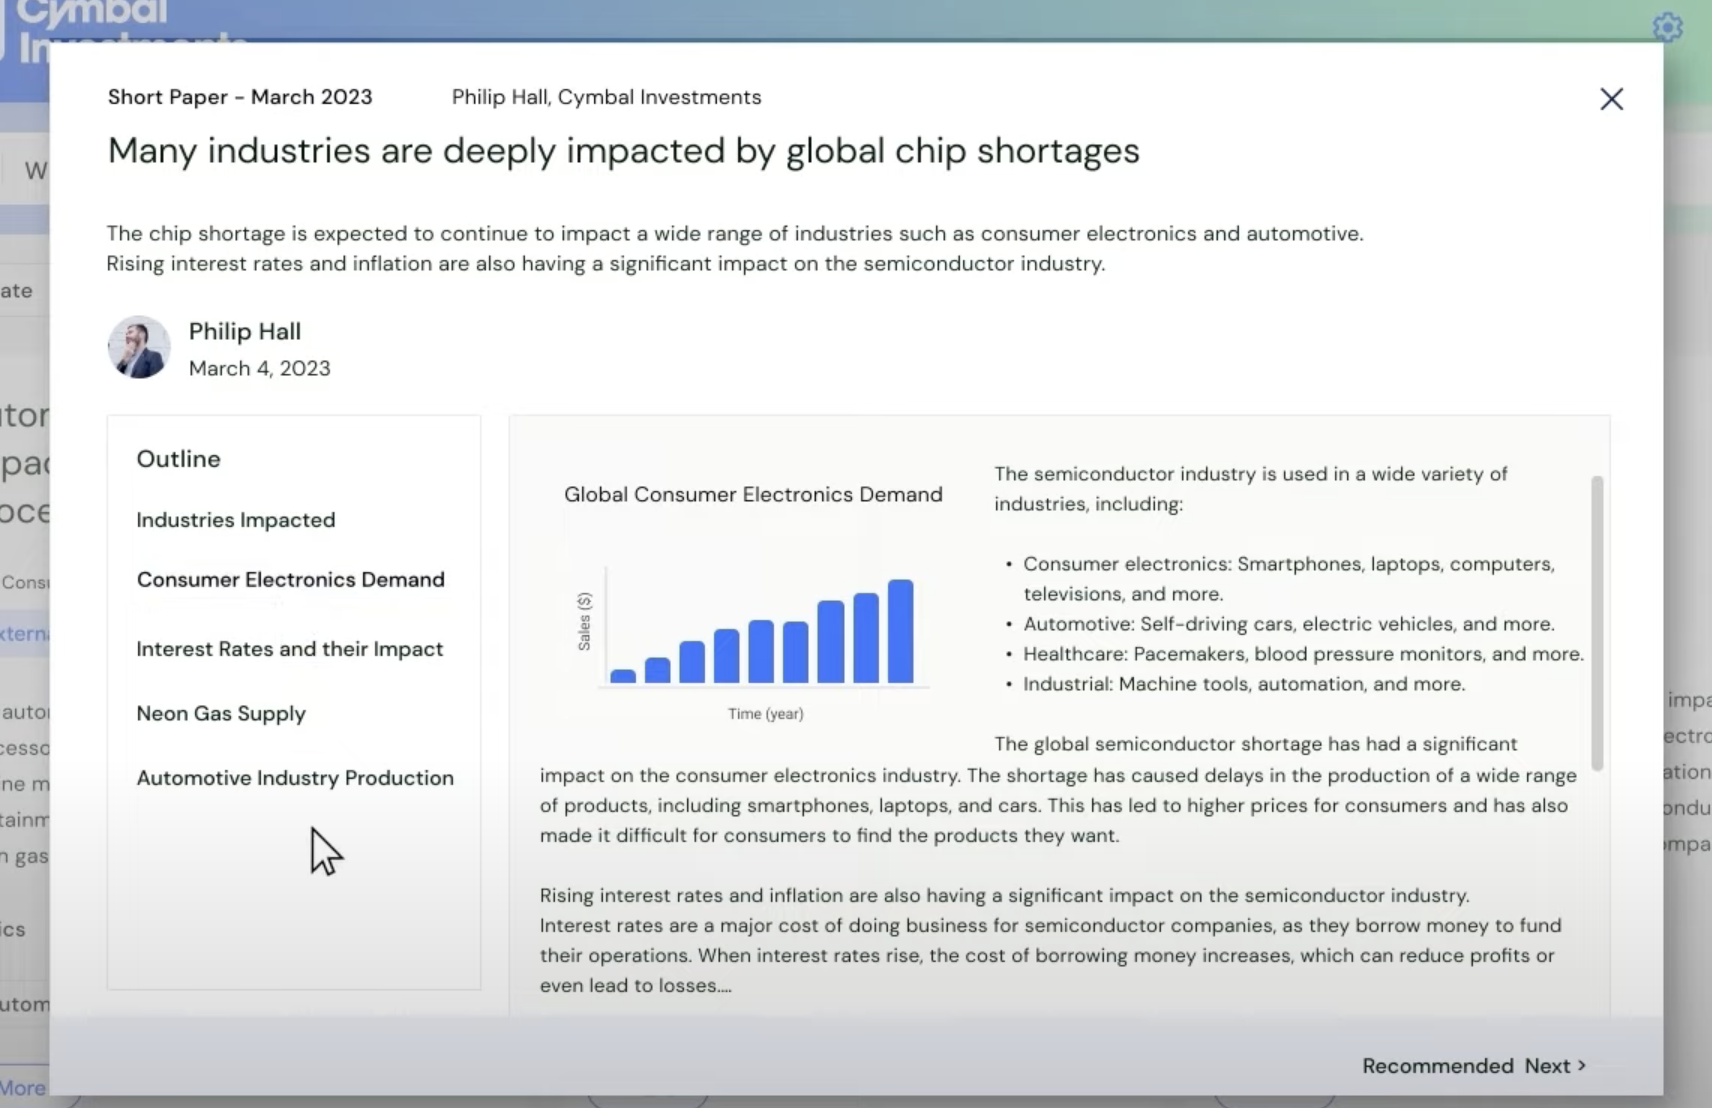 Cymbal
Investments
Short Paper – March 2023
Philip Hall, Cymbal Investments
Many industries are deeply impacted by global chip shortages
The chip shortage is expected to continue to impact a wide range of industries such as consumer electronics and automotive.
Rising interest rates and inflation are also having a significant impact on the semiconductor industry.
Philip Hall
March 4, 2023
Outline
Industries Impacted
Consumer Electronics Demand
Interest Rates and their Impact
Neon Gas Supply
Automotive Industry Production
Global Consumer Electronics Demand
Sales ($)
Time (year)
The semiconductor industry is used in a wide variety of
industries, including:
• Consumer electronics: Smartphones, laptops, computers,
televisions, and more.
• Automotive: Self-driving cars, electric vehicles, and more.
• Healthcare: Pacemakers, blood pressure monitors, and more.
• Industrial: Machine tools, automation, and more.
The global semiconductor shortage has had a significant
impact on the consumer electronics industry. The shortage has caused delays in the production of a wide range
of products, including smartphones, laptops, and cars. This has led to higher prices for consumers and has also
made it difficult for consumers to find the products they want.
Rising interest rates and inflation are also having a significant impact on the semiconductor industry.
Interest rates are a major cost of doing business for semiconductor companies, as they borrow money to fund
their operations. When interest rates rise, the cost of borrowing money increases, which can reduce profits or
even lead to losses....
Recommended Next >
More